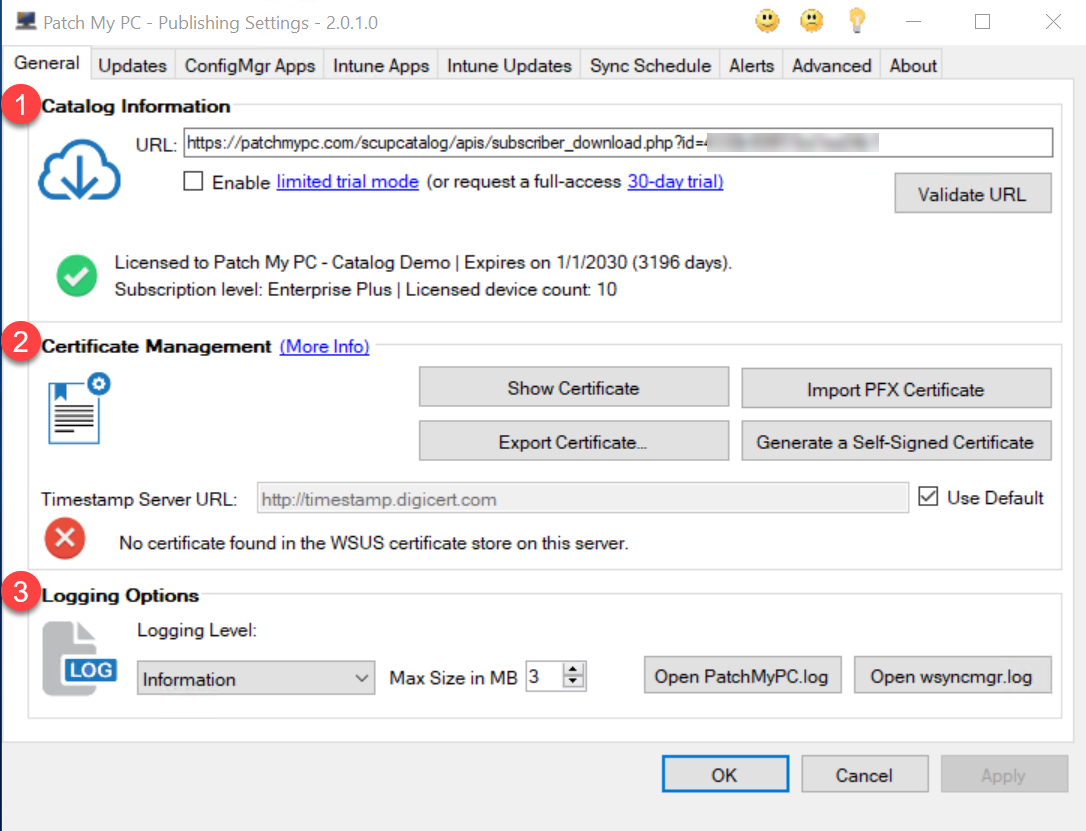 Patch My PC - Publishing Settings - 2.0.1.0
General Updates ConfigMgr Apps Intune Apps Intune Updates Sync Schedule Alerts Advanced About
1 Catalog Information
URL: https://patchmypc.com/scupcatalog/apis/subscriber_download.php?id=
Enable limited trial mode (or request a full-access 30-day trial)
Validate URL
Licensed to Patch My PC - Catalog Demo | Expires on 1/1/2030 (3196 days).
Subscription level: Enterprise Plus | Licensed device count: 10
2 Certificate Management (More Info)
Show Certificate Import PFX Certificate
Export Certificate... Generate a Self-Signed Certificate
Timestamp Server URL: http://timestamp.digicert.com Use Default
No certificate found in the WSUS certificate store on this server.
3 Logging Options
Logging Level:
LOG
Information Max Size in MB 3 Open PatchMyPC.log Open wsyncmgr.log
OK Cancel Apply